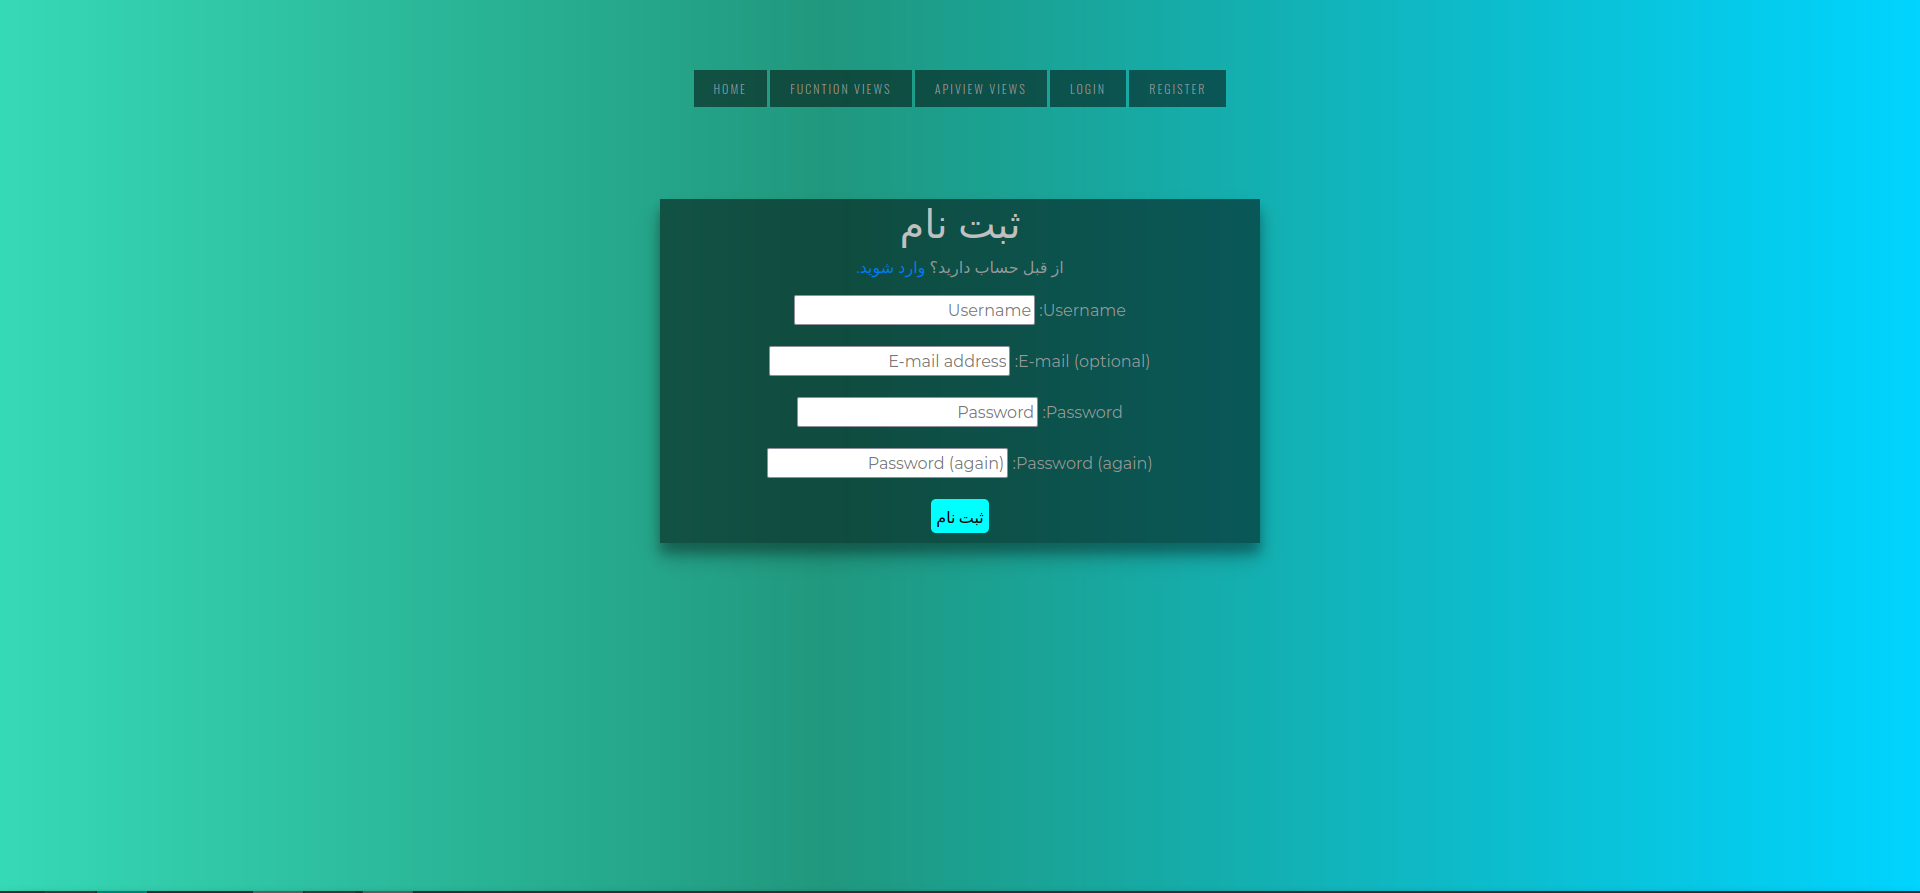 HOME FUCNTION VIEWS APIVIEW VIEWS LOGIN REGISTER
ثبت نام
از قبل حساب دارید؟ وارد شوید.
Username: Username
E-mail (optional): E-mail address
Password: Password
Password (again): Password (again)
ثبت نام